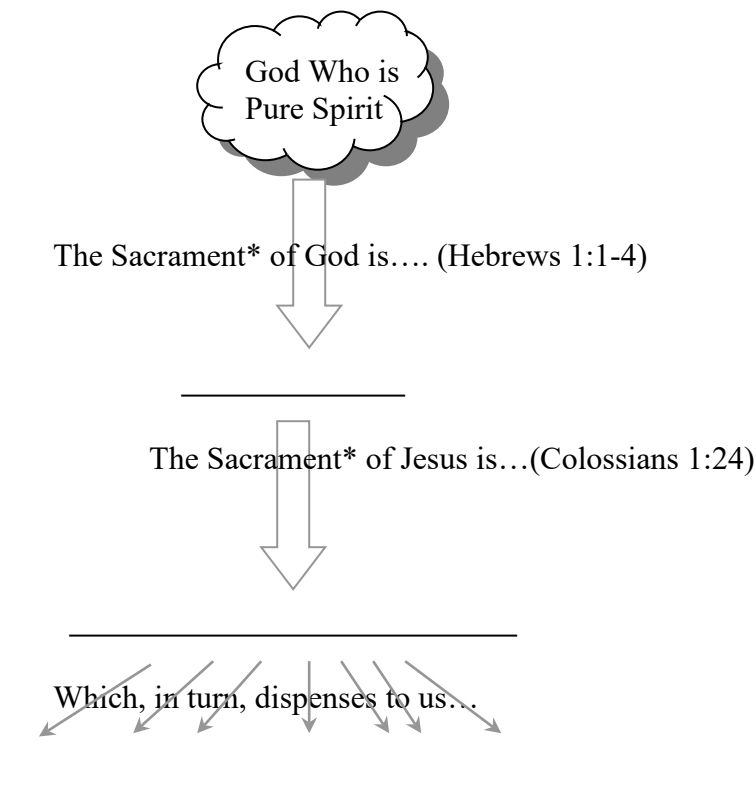 God Who is
Pure Spirit
The Sacrament* of God is…. (Hebrews 1:1-4)
The Sacrament* of Jesus is…(Colossians 1:24)
Which, in turn, dispenses to us…